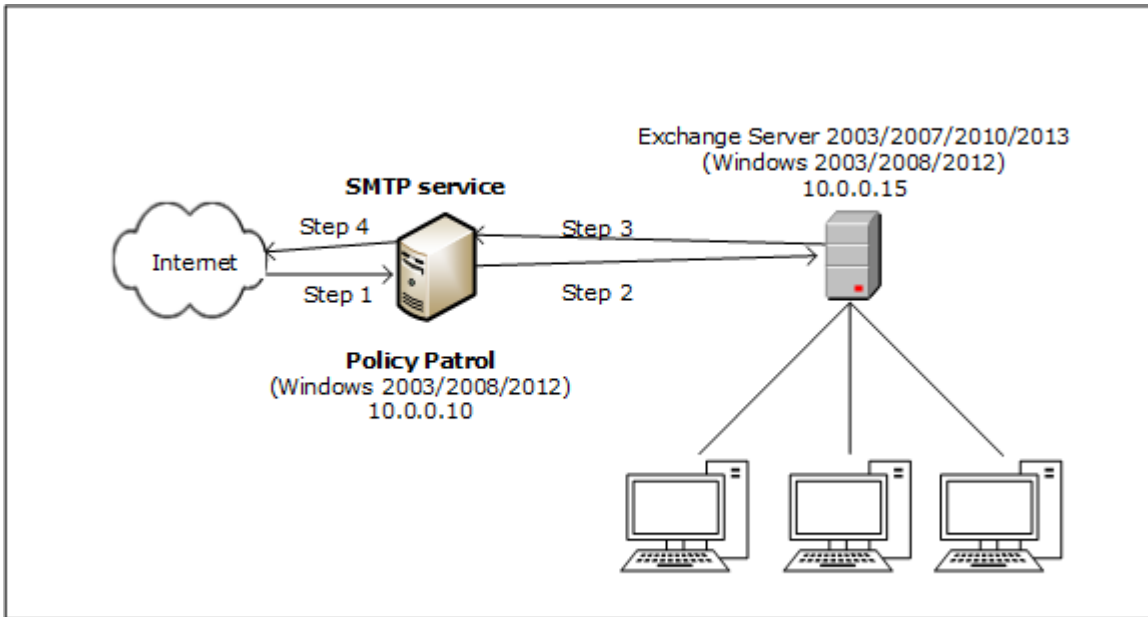 Exchange Server 2003/2007/2010/2013
(Windows 2003/2008/2012)
10.0.0.15
SMTP service
Step 4
Step 3
Internet
Step 1
Step 2
Policy Patrol
(Windows 2003/2008/2012)
10.0.0.10